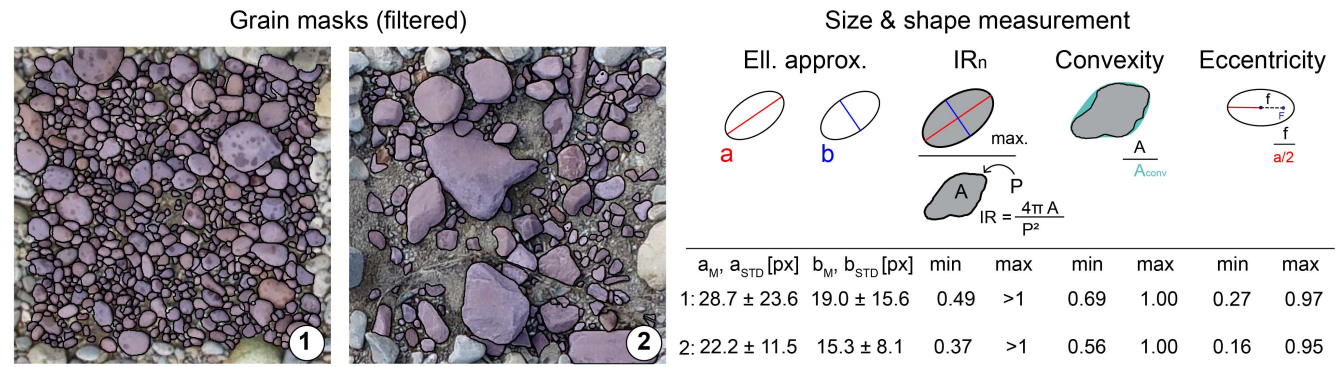 Grain masks (filtered)
Size & shape measurement
Ell. approx.
IRn
Convexity
Eccentricity
a
b
max.
A
P
IR = 4π A / P²
A
Aconv
f
F
f
a/2
1
2
aM, aSTD [px] bM, bSTD [px] min max min max min max
1: 28.7 ± 23.6 19.0 ± 15.6 0.49 >1 0.69 1.00 0.27 0.97
2: 22.2 ± 11.5 15.3 ± 8.1 0.37 >1 0.56 1.00 0.16 0.95